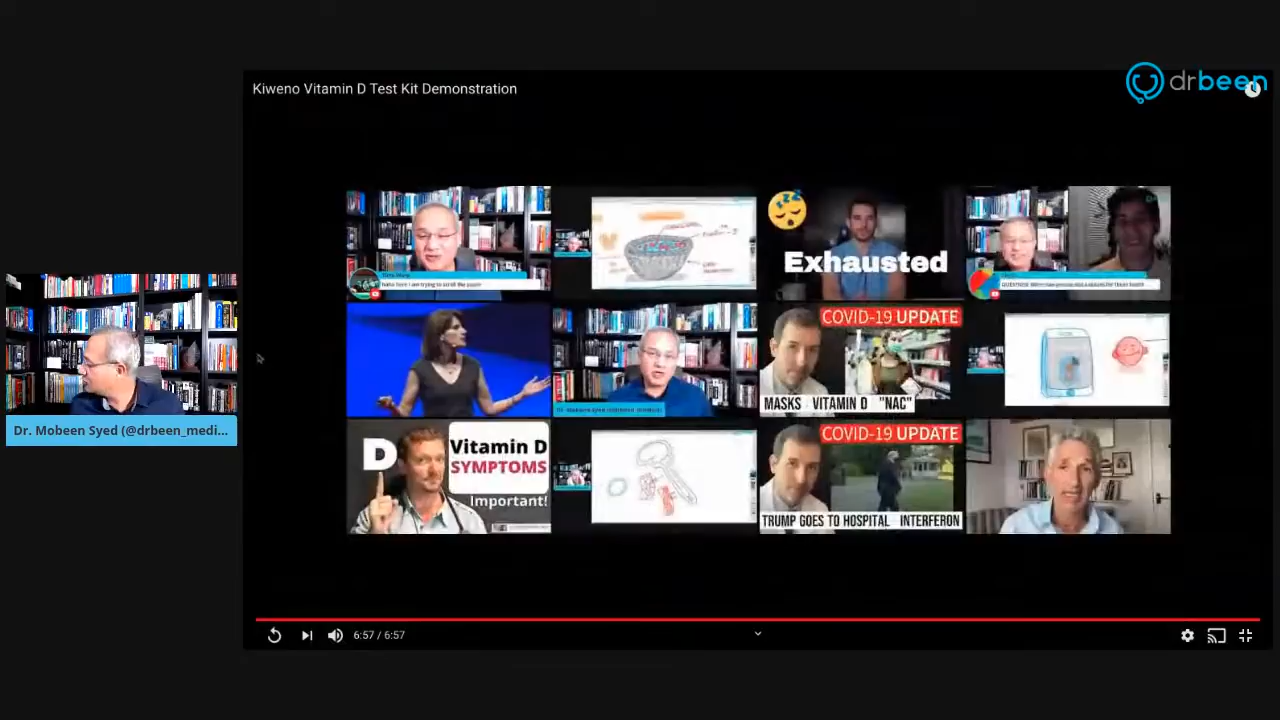 Kiweno Vitamin D Test Kit Demonstration
drbeen
Exhausted
COVID-19 UPDATE
MASKS VITAMIN D "NAC"
Dr. Mobeen Syed (@drbeen_medi...
D
Vitamin D
SYMPTOMS
Important!
COVID-19 UPDATE
TRUMP GOES TO HOSPITAL INTERFERON
6:57 / 6:57